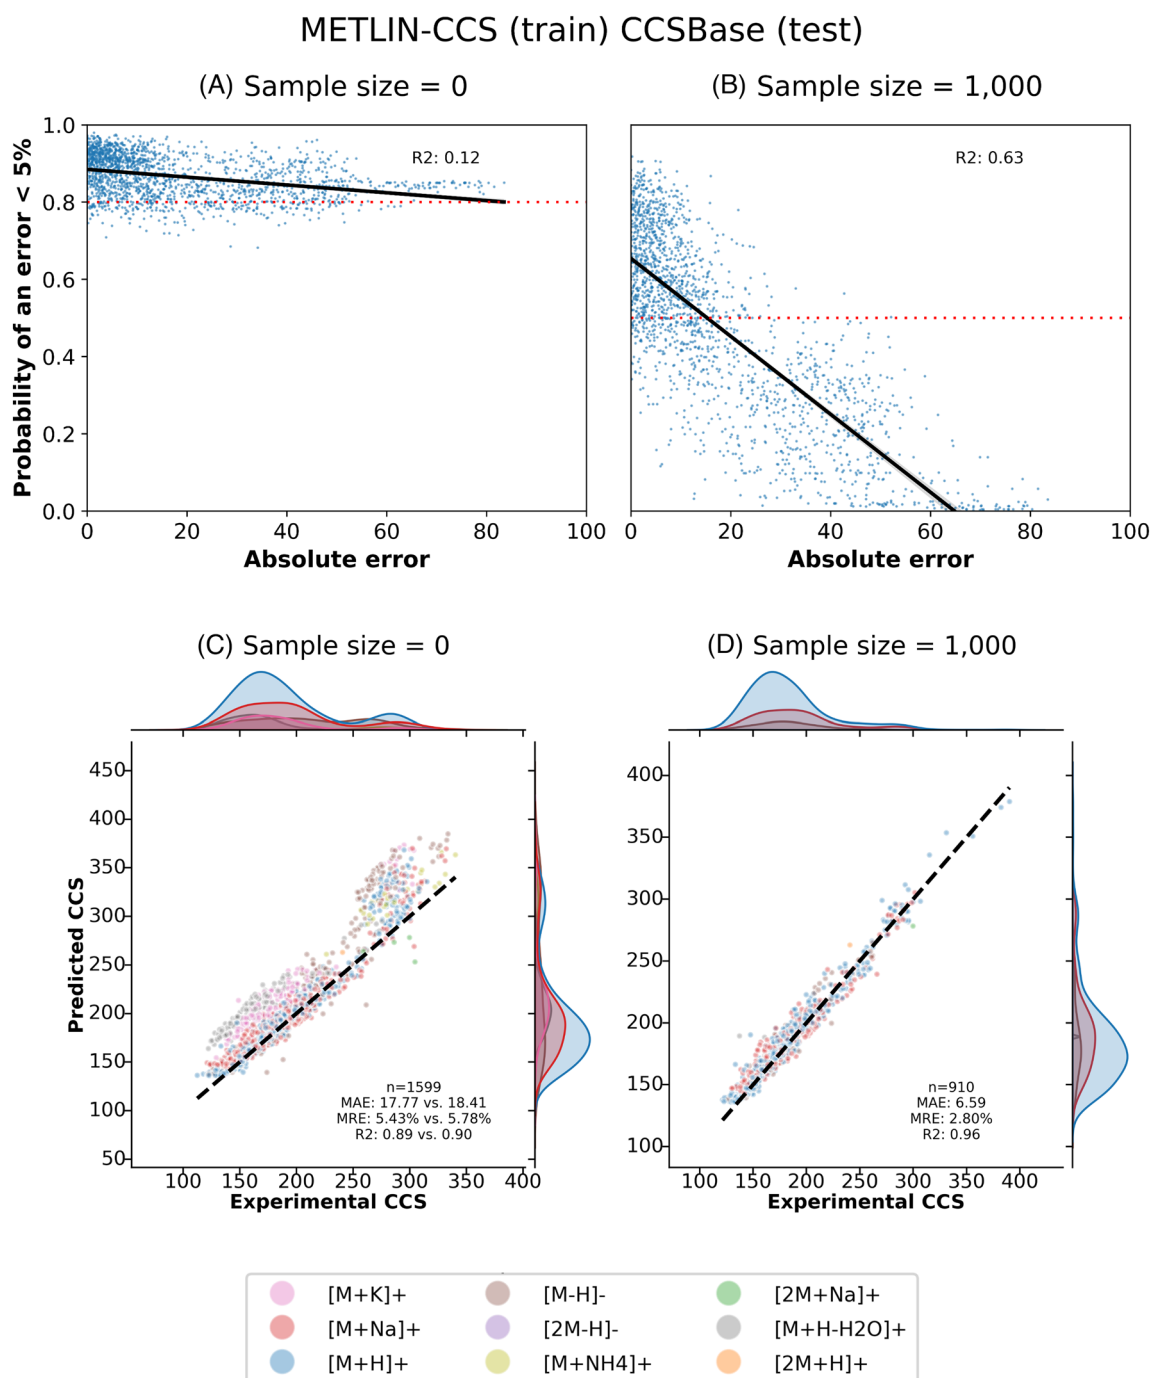 METLIN-CCS (train) CCSBase (test)
(A) Sample size = 0
(B) Sample size = 1,000
Probability of an error < 5%
1.0
0.8
0.6
0.4
0.2
0.0
R2: 0.12
R2: 0.63
0 20 40 60 80 100
0 20 40 60 80 100
Absolute error
Absolute error
(C) Sample size = 0
(D) Sample size = 1,000
Predicted CCS
450
400
350
300
250
200
150
100
50
n=1599
MAE: 17.77 vs. 18.41
MRE: 5.43% vs. 5.78%
R2: 0.89 vs. 0.90
100 150 200 250 300 350 400
Experimental CCS
400
350
300
250
200
150
100
n=910
MAE: 6.59
MRE: 2.80%
R2: 0.96
100 150 200 250 300 350 400
Experimental CCS
[M+K]+ [M-H]- [2M+Na]+
[M+Na]+ [2M-H]- [M+H-H2O]+
[M+H]+ [M+NH4]+ [2M+H]+